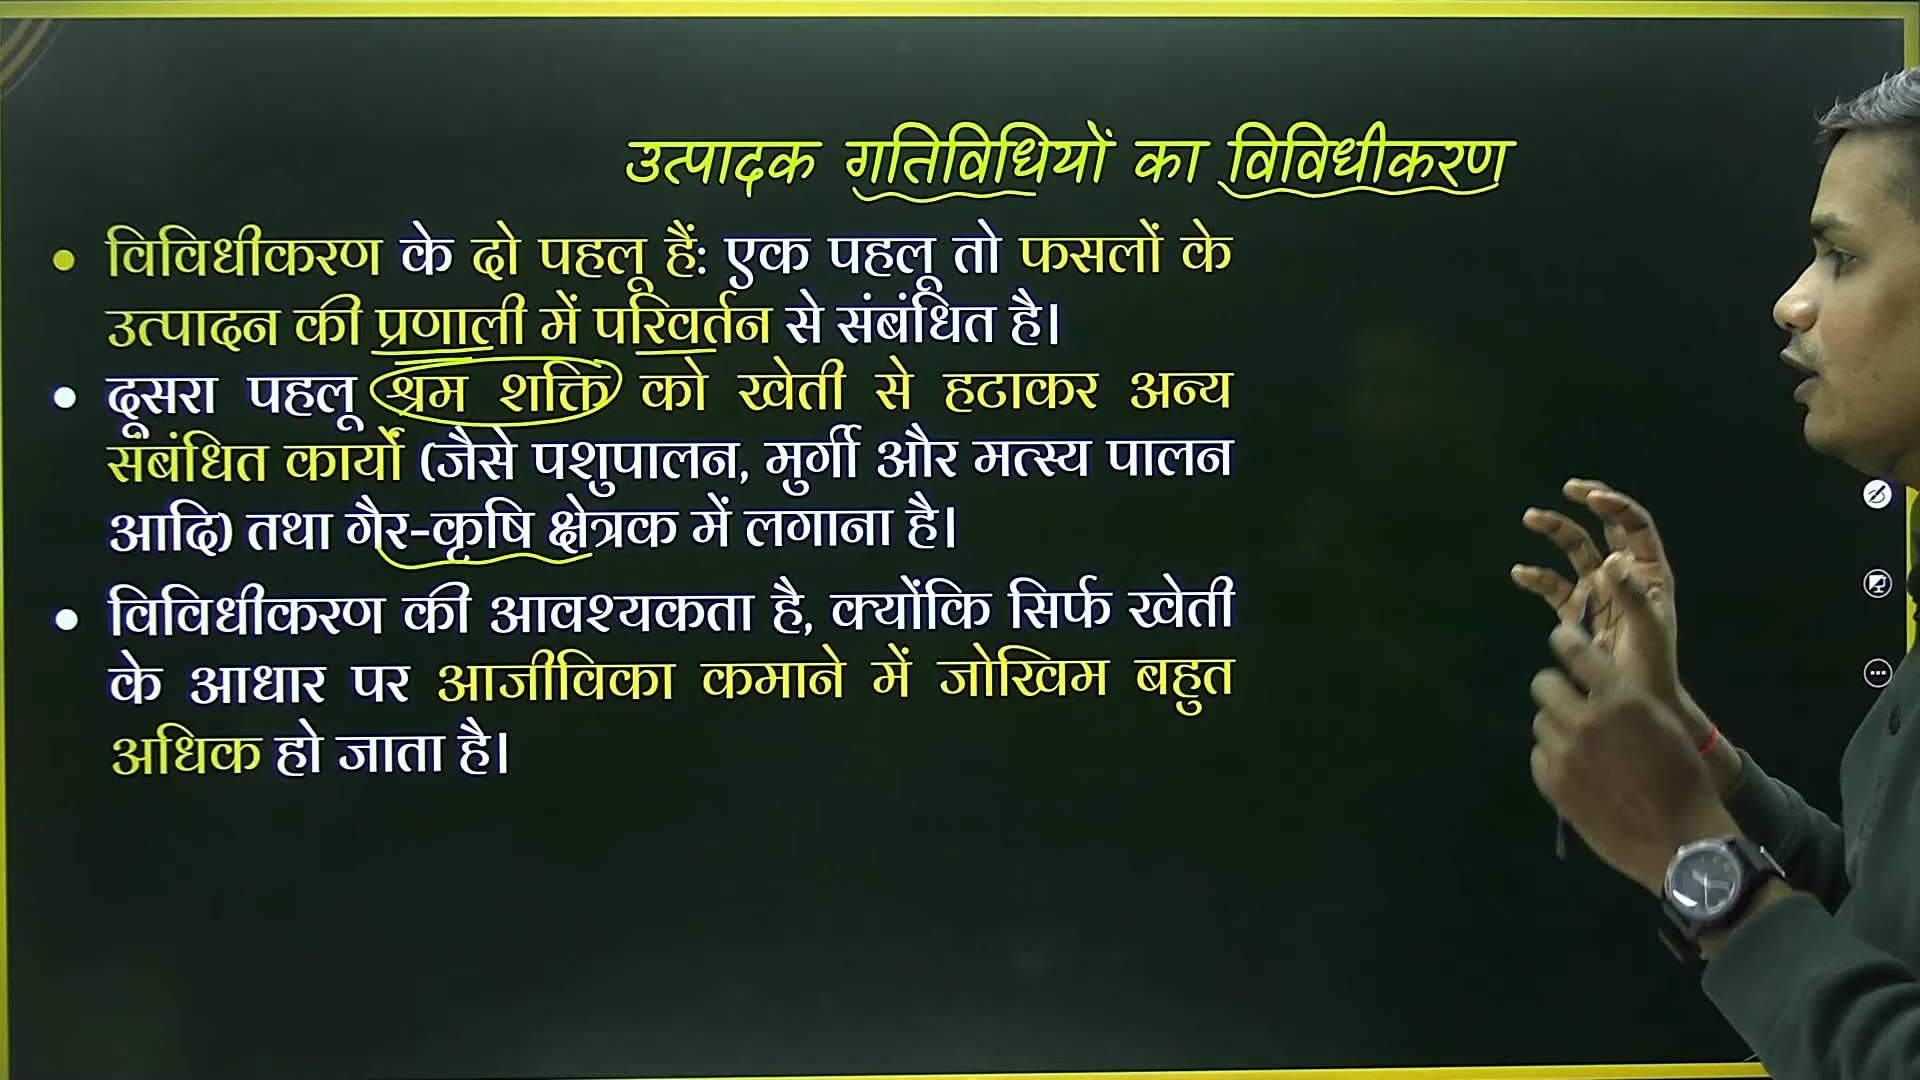 उत्पादक गतिविधियों का विविधीकरण
• विविधीकरण के दो पहलू हैं: एक पहलू तो फसलों के
उत्पादन की प्रणाली में परिवर्तन से संबंधित है।
• दूसरा पहलू श्रम शक्ति को खेती से हटाकर अन्य
संबंधित कार्यों (जैसे पशुपालन, मुर्गी और मत्स्य पालन
आदि) तथा गैर-कृषि क्षेत्रक में लगाना है।
• विविधीकरण की आवश्यकता है, क्योंकि सिर्फ खेती
के आधार पर आजीविका कमाने में जोखिम बहुत
अधिक हो जाता है।